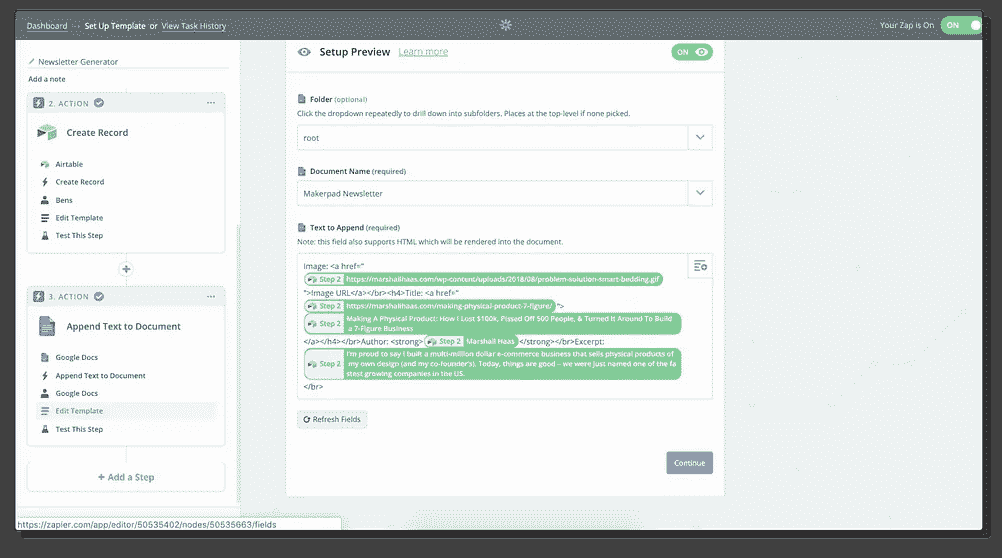 Dashboard ... Set Up Template or View Task History
Your Zap is On
ON
Newsletter Generator
Add a note
2. ACTION
...
Create Record
Airtable
Create Record
Bens
Edit Template
Test This Step
+
3. ACTION
...
Append Text to Document
Google Docs
Append Text to Document
Google Docs
Edit Template
Test This Step
+ Add a Step
https://zapier.com/app/editor/50535402/nodes/50535663/fields
Setup Preview Learn more
ON
Folder (optional)
Click the dropdown repeatedly to drill down into subfolders. Places at the top-level if none picked.
root
Document Name (required)
Makerpad Newsletter
Text to Append (required)
Note: this field also supports HTML which will be rendered into the document.
Image: <a href="
Step 2 https://marshallhaas.com/wp-content/uploads/2018/08/problem-solution-smart-bedding.gif
">Image URL</a></br><h4>Title: <a href="
Step 2 https://marshallhaas.com/making-physical-product-7-figure/ ">
Step 2 Making A Physical Product: How I Lost $100k, Pissed Off 500 People, & Turned It Around To Build
a 7-Figure Business
</a></h4></br>Author: <strong> Step 2 Marshall Haas </strong></br>Excerpt:
Step 2 I'm proud to say I built a multi-million dollar e-commerce business that sells physical products of
my own design (and my co-founder's). Today, things are good – we were just named one of the fa
stest growing companies in the US.
</br>
Refresh Fields
Continue